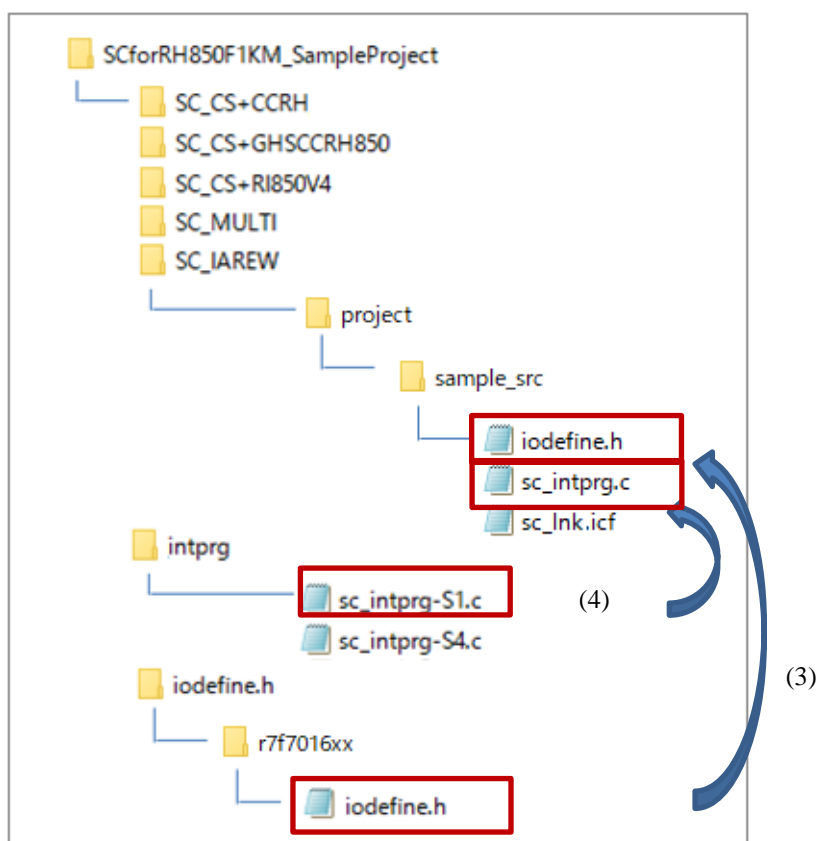 SCforRH850F1KM_SampleProject
SC_CS+CCRH
SC_CS+GHSCCRH850
SC_CS+RI850V4
SC_MULTI
SC_IAREW
project
sample_src
iodefine.h
sc_intprg.c
sc_lnk.icf
intprg
sc_intprg-S1.c
(4)
sc_intprg-S4.c
(3)
iodefine.h
r7f7016xx
iodefine.h